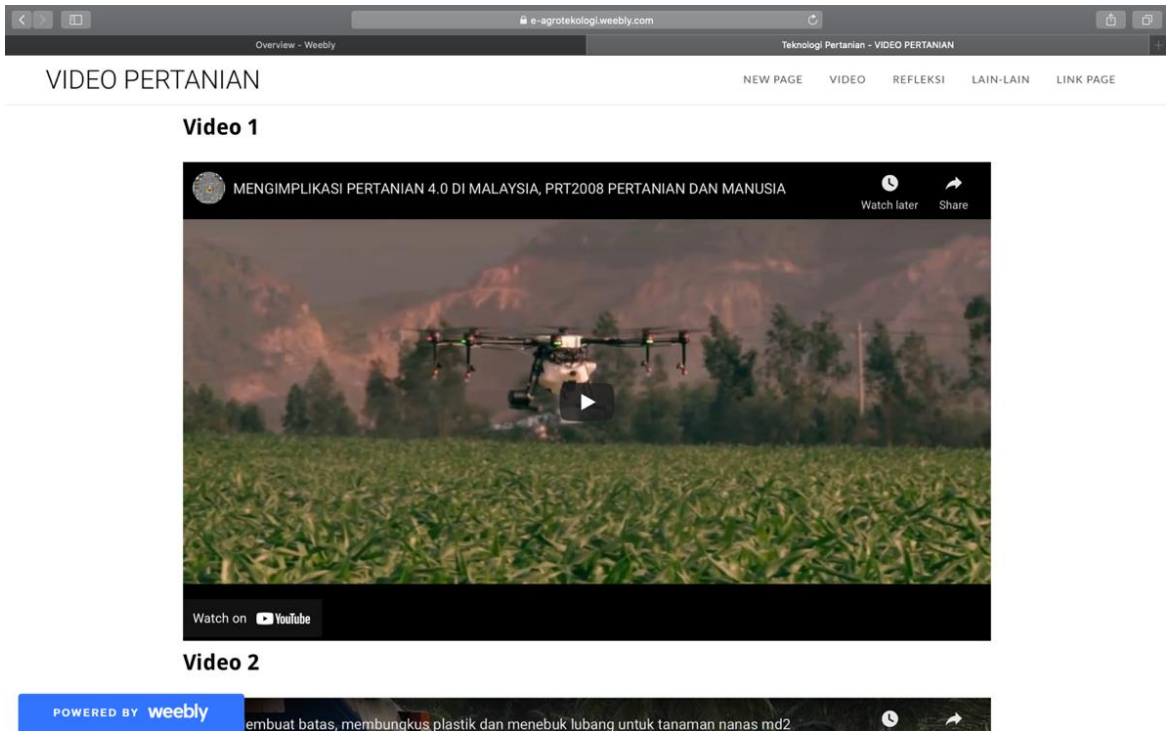 e-agrotekologi.weebly.com
Overview - Weebly
Teknologi Pertanian - VIDEO PERTANIAN
VIDEO PERTANIAN
NEW PAGE VIDEO REFLEKSI LAIN-LAIN LINK PAGE
Video 1
MENGIMPLIKASI PERTANIAN 4.0 DI MALAYSIA, PRT2008 PERTANIAN DAN MANUSIA
Watch later Share
Watch on YouTube
Video 2
POWERED BY weebly
embuat batas, membungkus plastik dan menebuk lubang untuk tanaman nanas md2